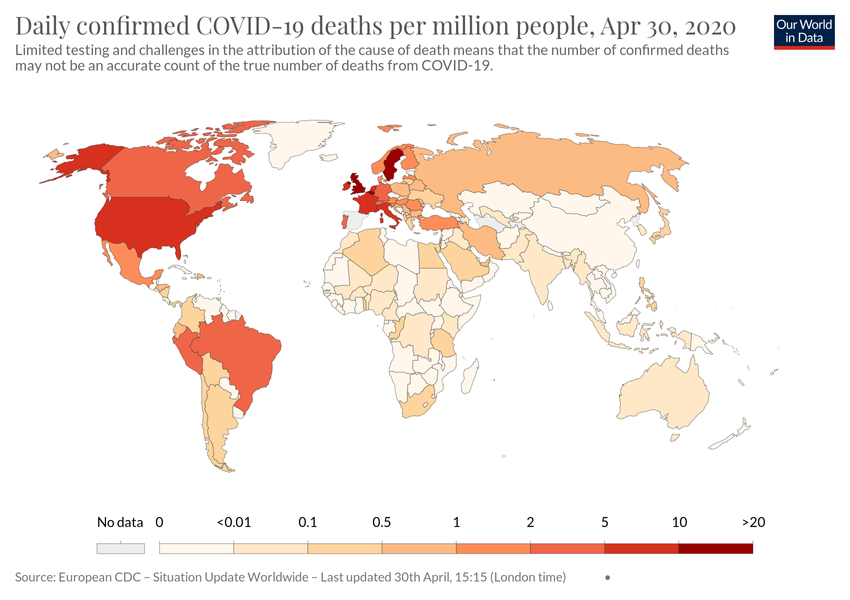 Daily confirmed COVID-19 deaths per million people, Apr 30, 2020
Our World
in Data
Limited testing and challenges in the attribution of the cause of death means that the number of confirmed deaths
may not be an accurate count of the true number of deaths from COVID-19.
No data 0 <0.01 0.1 0.5 1 2 5 10 >20
Source: European CDC – Situation Update Worldwide – Last updated 30th April, 15:15 (London time) •